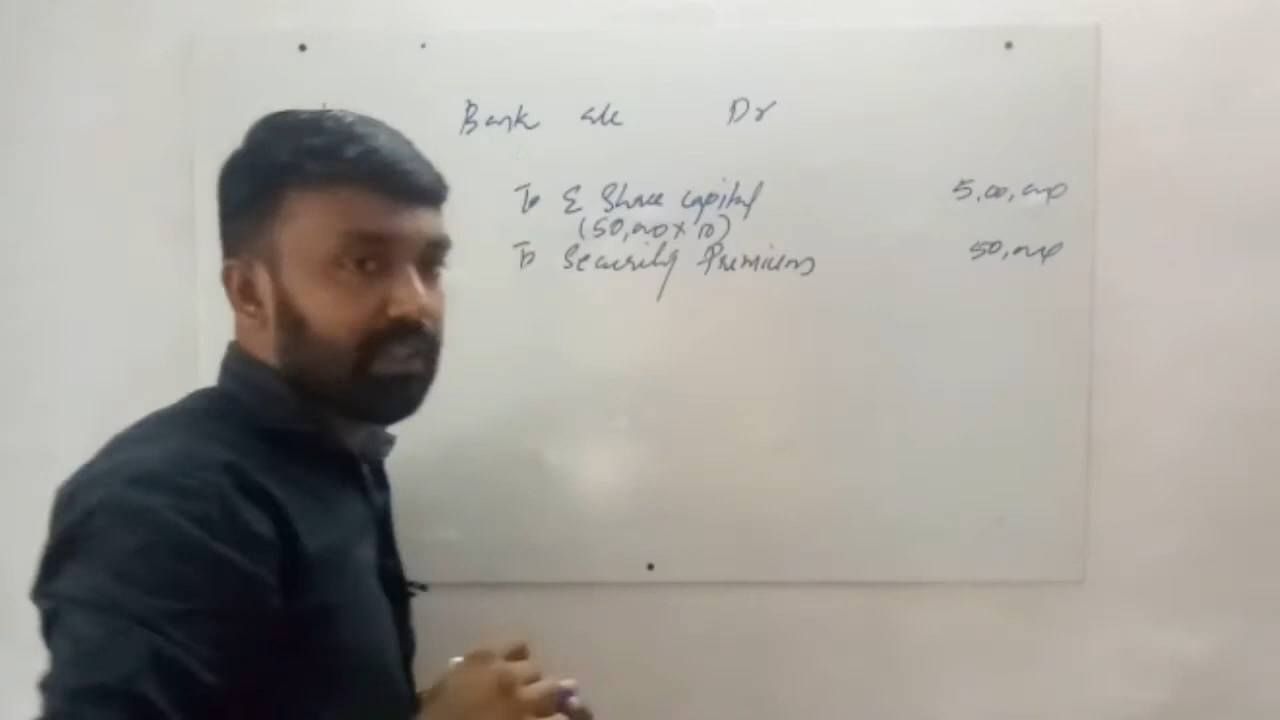 Bank a/c Dr
To E Share capital 5,00,000
(50,000 x 10)
To Security Premium 50,000